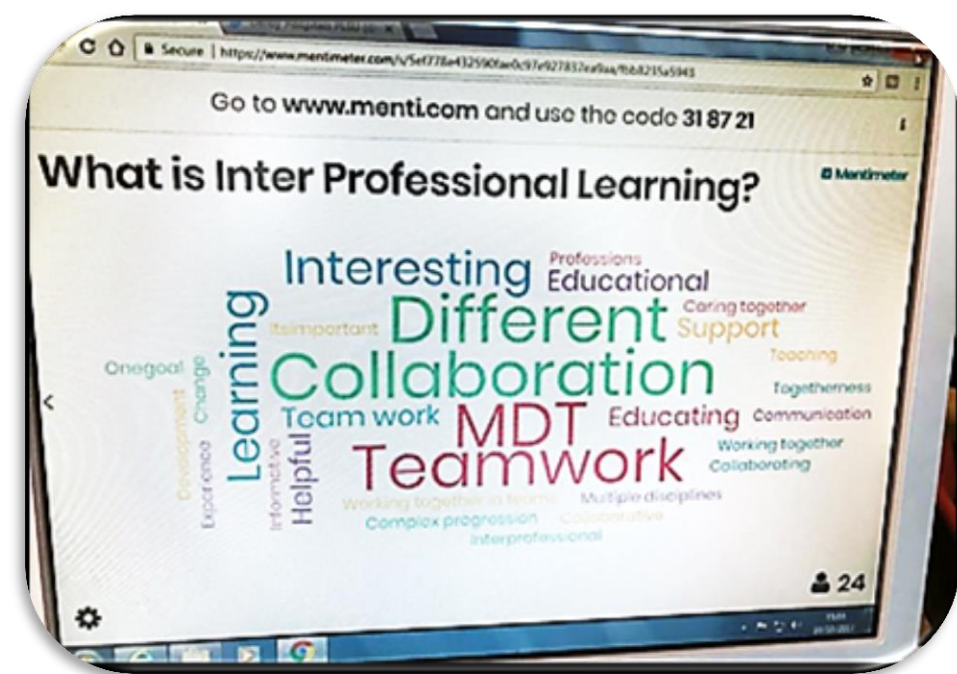 Secure | https://www.mentimeter.com/s/
Go to www.menti.com and use the code 31 87 21
What is Inter Professional Learning?
Mentimeter
Interesting
Professions
Educational
Learning
Itsimportant
Different
Caring together
Support
Onegoal
Change
Collaboration
Teaching
Togetherness
Development
Team work
MDT
Educating
Communication
Experience
Informative
Helpful
Teamwork
Working together
Collaborating
Working together in teams
Multiple disciplines
Complex progression
Collaborative
Interprofessional
24